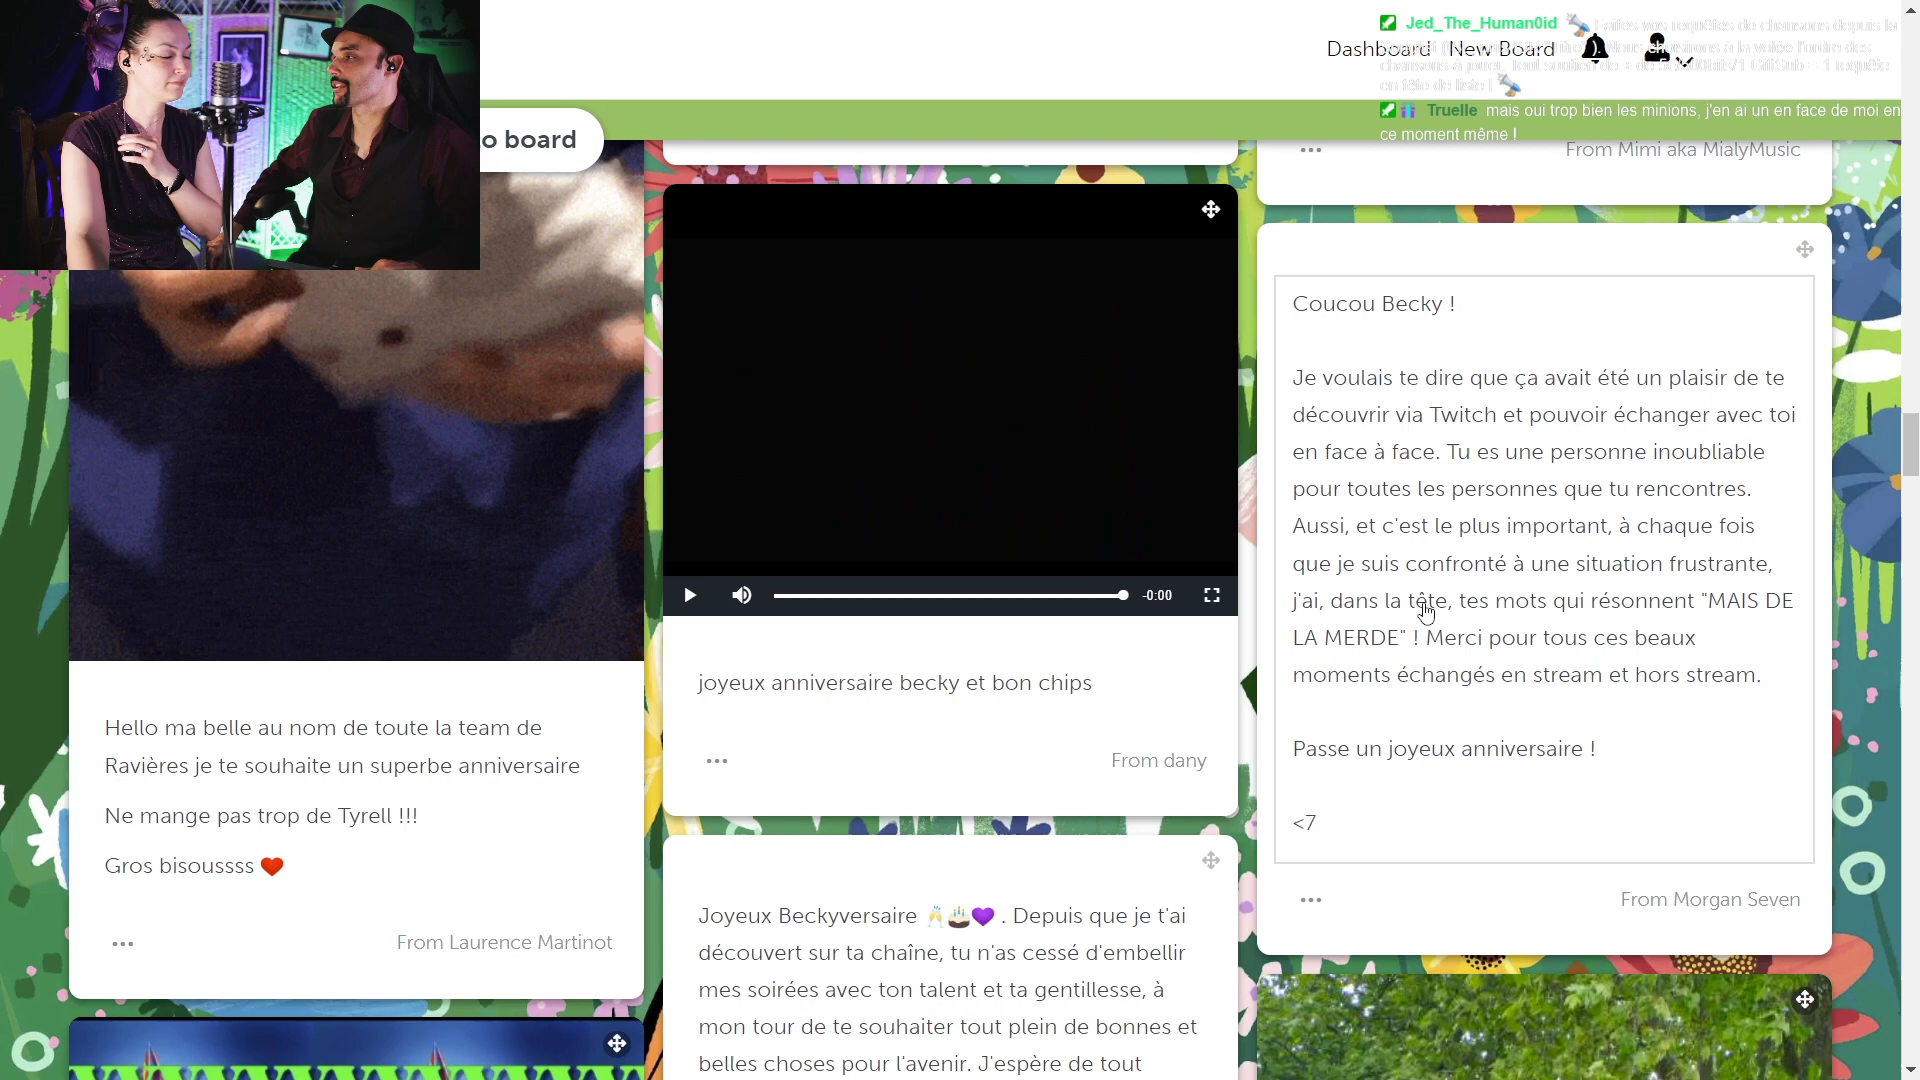 Jed_The_Human0id
Dashboard New Board
Truelle mais oui trop bien les minions, j'en ai un en face de moi en
ce moment même !
o board
From Mimi aka MialyMusic
Hello ma belle au nom de toute la team de
Ravières je te souhaite un superbe anniversaire
Ne mange pas trop de Tyrell !!!
Gros bisoussss ❤️
From Laurence Martinot
-0:00
joyeux anniversaire becky et bon chips
From dany
Joyeux Beckyversaire 🥂🎂💜 . Depuis que je t'ai
découvert sur ta chaîne, tu n'as cessé d'embellir
mes soirées avec ton talent et ta gentillesse, à
mon tour de te souhaiter tout plein de bonnes et
belles choses pour l'avenir. J'espère de tout
Coucou Becky !
Je voulais te dire que ça avait été un plaisir de te
découvrir via Twitch et pouvoir échanger avec toi
en face à face. Tu es une personne inoubliable
pour toutes les personnes que tu rencontres.
Aussi, et c'est le plus important, à chaque fois
que je suis confronté à une situation frustrante,
j'ai, dans la tête, tes mots qui résonnent "MAIS DE
LA MERDE" ! Merci pour tous ces beaux
moments échangés en stream et hors stream.
Passe un joyeux anniversaire !
<7
From Morgan Seven